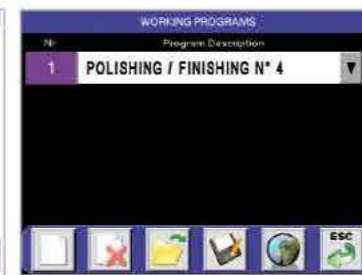 WORKING PROGRAMS
Nr Program Description
1 POLISHING / FINISHING N° 4
ESC